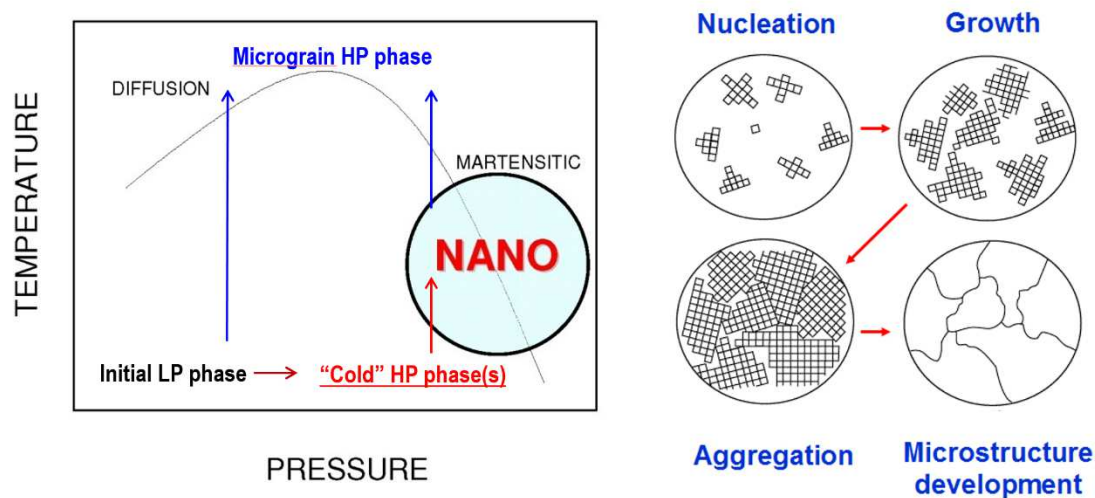 TEMPERATURE
Micrograin HP phase
DIFFUSION
MARTENSITIC
NANO
Initial LP phase
“Cold” HP phase(s)
PRESSURE
Nucleation
Growth
Aggregation
Microstructure
development